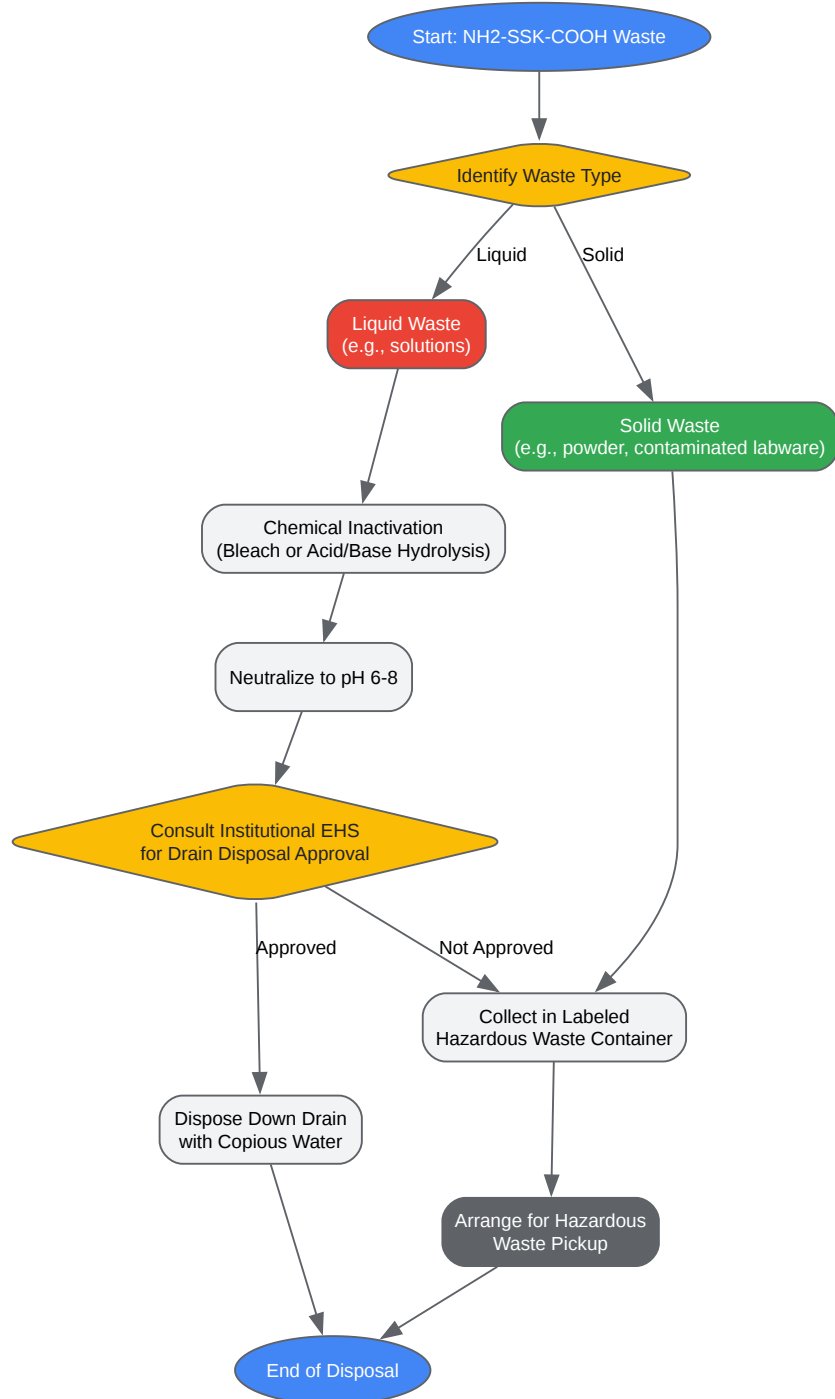 Start: NH2-SSK-COOH Waste
Identify Waste Type
Liquid
Solid
Liquid Waste
(e.g., solutions)
Solid Waste
(e.g., powder, contaminated labware)
Chemical Inactivation
(Bleach or Acid/Base Hydrolysis)
Neutralize to pH 6-8
Consult Institutional EHS
for Drain Disposal Approval
Approved
Not Approved
Collect in Labeled
Hazardous Waste Container
Dispose Down Drain
with Copious Water
Arrange for Hazardous
Waste Pickup
End of Disposal